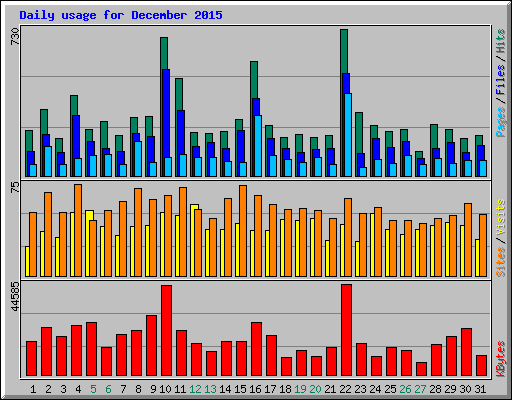 Daily usage for December 2015
730
Pages / Files / Hits
75
Sites / Visits
44585
KBytes
1 2 3 4 5 6 7 8 9 10 11 12 13 14 15 16 17 18 19 20 21 22 23 24 25 26 27 28 29 30 31